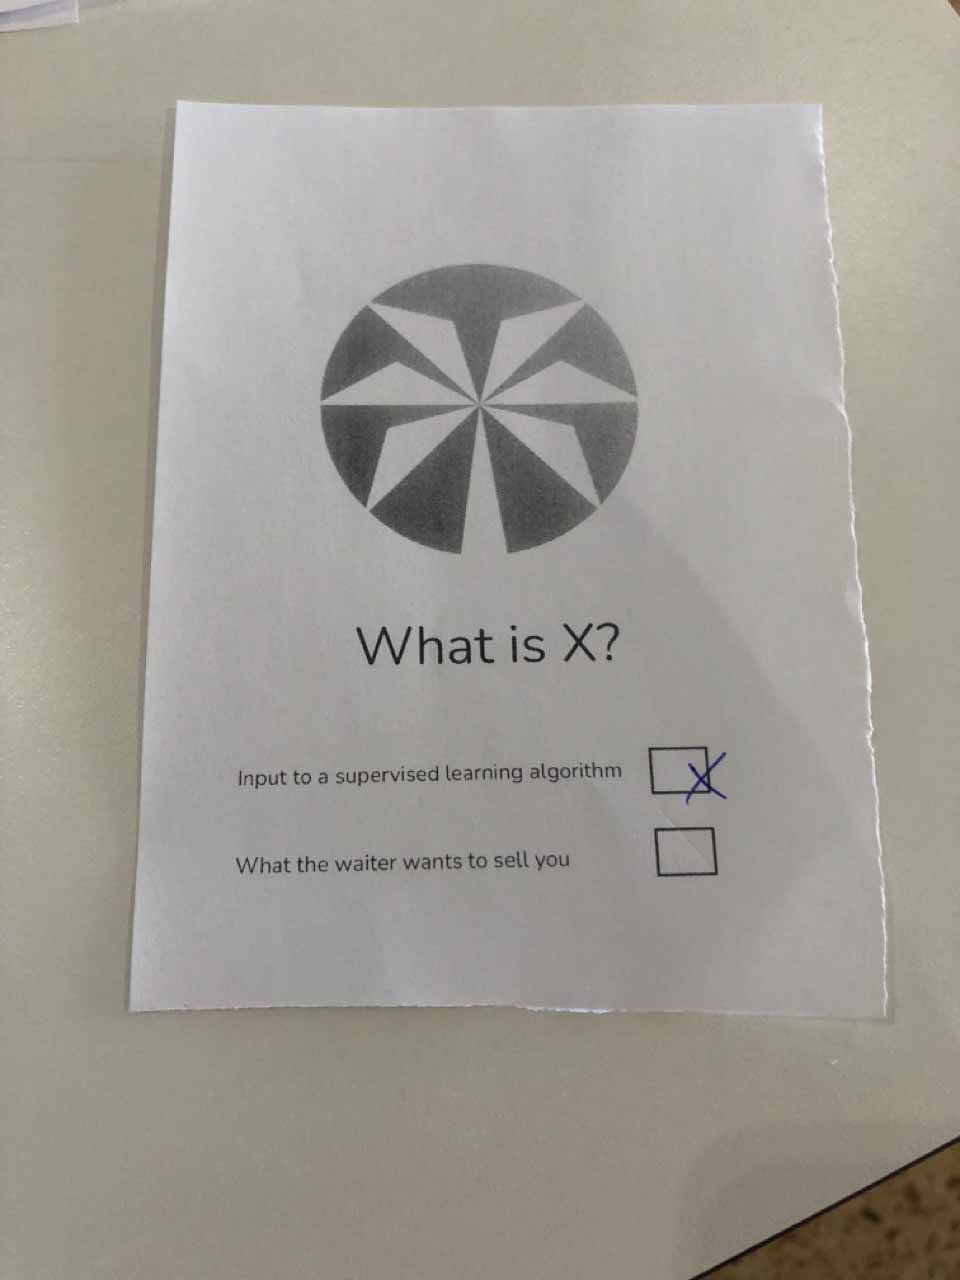 What is X?
Input to a supervised learning algorithm X
What the waiter wants to sell you